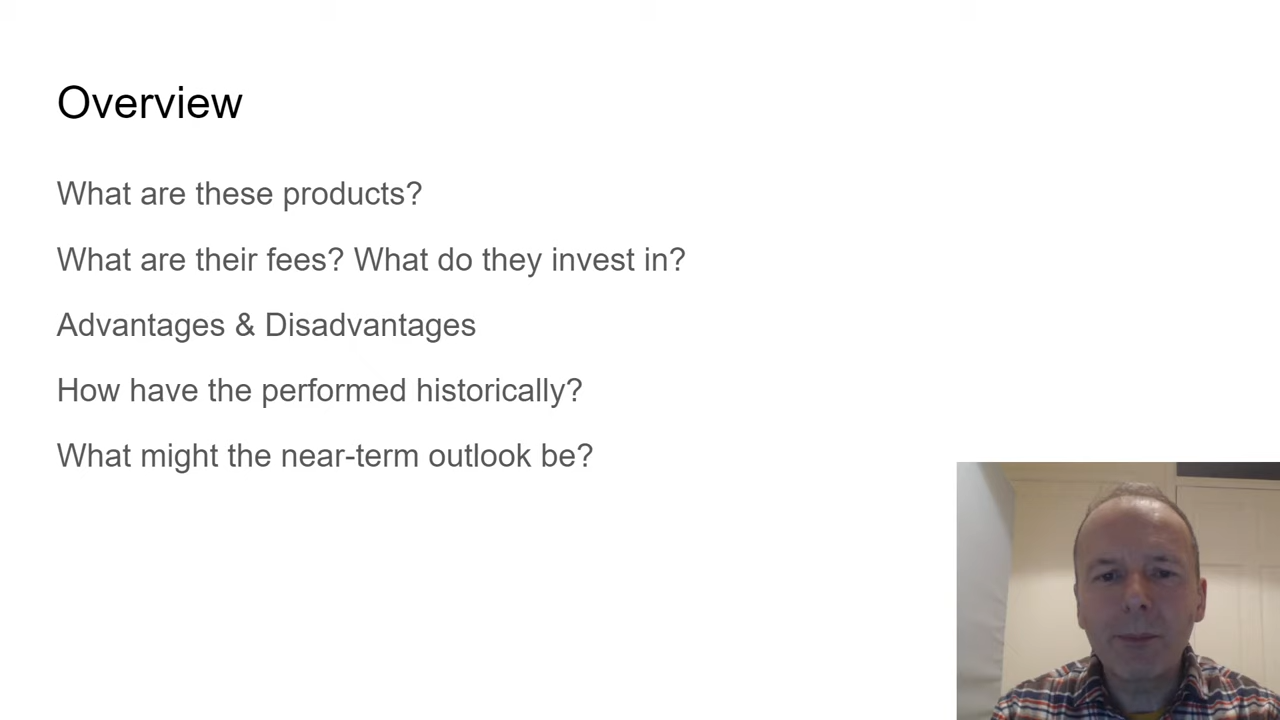 Overview
What are these products?
What are their fees? What do they invest in?
Advantages & Disadvantages
How have the performed historically?
What might the near-term outlook be?